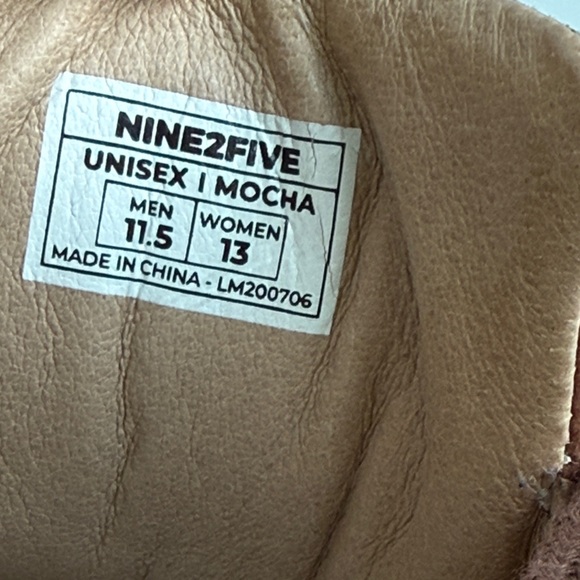 NINE2FIVE
UNISEX | MOCHA
MEN WOMEN
11.5 13
MADE IN CHINA - LM200706